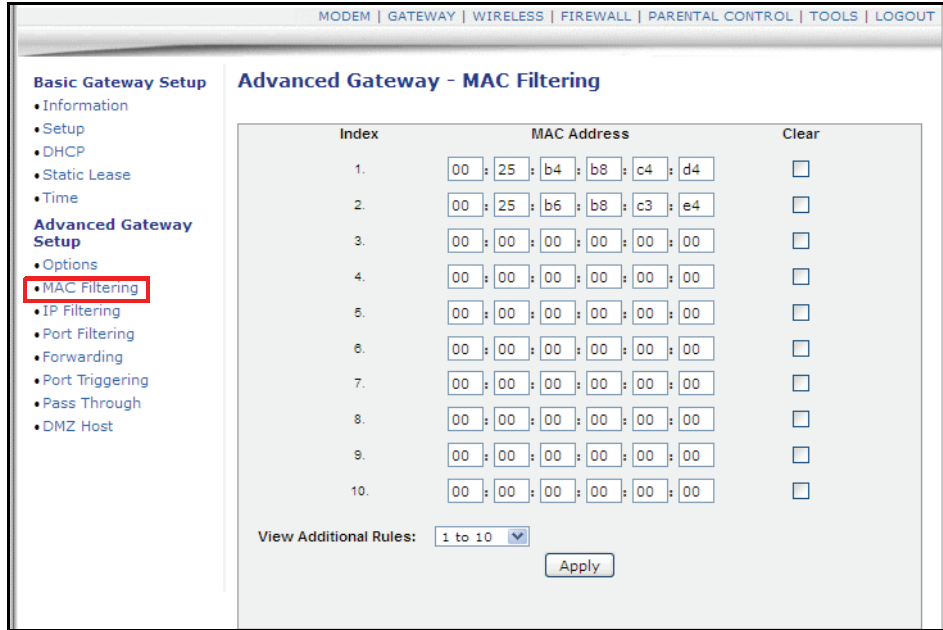 MODEM | GATEWAY | WIRELESS | FIREWALL | PARENTAL CONTROL | TOOLS | LOGOUT
Basic Gateway Setup
• Information
• Setup
• DHCP
• Static Lease
• Time
Advanced Gateway
Setup
• Options
• MAC Filtering
• IP Filtering
• Port Filtering
• Forwarding
• Port Triggering
• Pass Through
• DMZ Host
Advanced Gateway - MAC Filtering
Index MAC Address Clear
1. 00 : 25 : b4 : b8 : c4 : d4
2. 00 : 25 : b6 : b8 : c3 : e4
3. 00 : 00 : 00 : 00 : 00 : 00
4. 00 : 00 : 00 : 00 : 00 : 00
5. 00 : 00 : 00 : 00 : 00 : 00
6. 00 : 00 : 00 : 00 : 00 : 00
7. 00 : 00 : 00 : 00 : 00 : 00
8. 00 : 00 : 00 : 00 : 00 : 00
9. 00 : 00 : 00 : 00 : 00 : 00
10. 00 : 00 : 00 : 00 : 00 : 00
View Additional Rules: 1 to 10
Apply